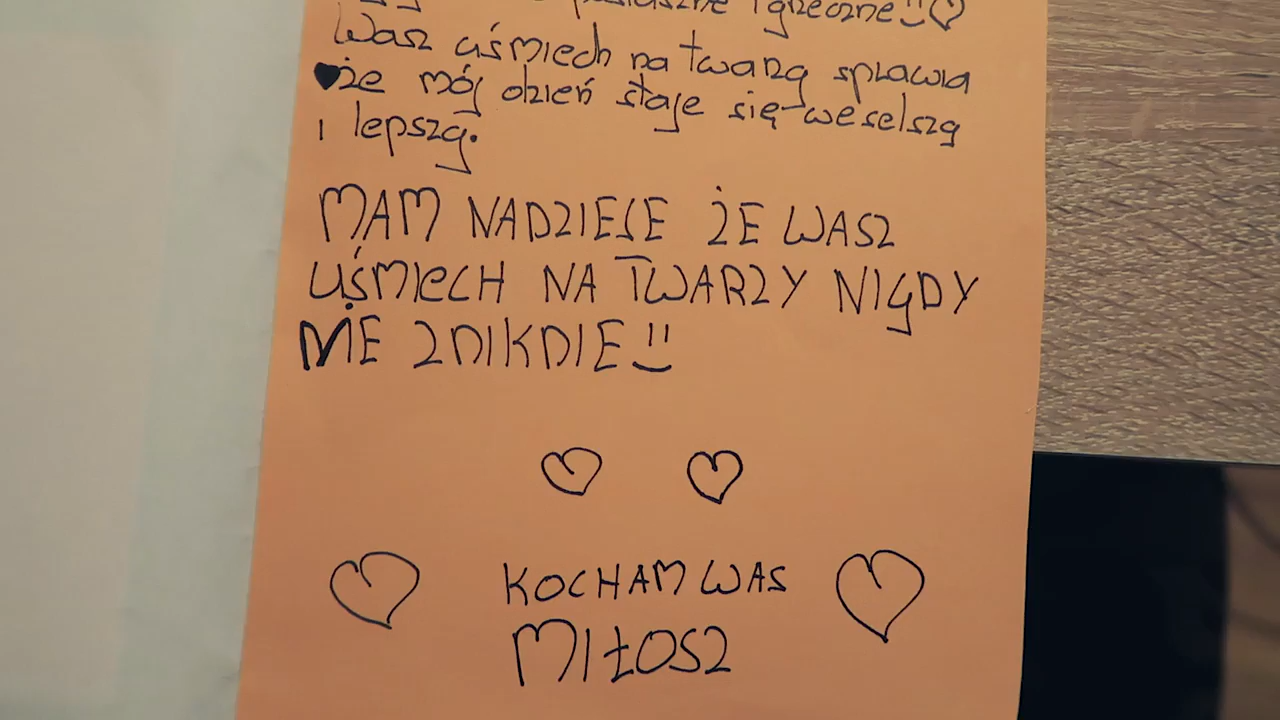 i grzeczne!!♡
Wasz uśmiech na twarzy sprawia
że mój dzień staje się weselszy
i lepszy.
MAM NADZIEJE ŻE WASZ
UśMIECH NA TWARZY NIGDY
NIE ZNIKNIE!!
KOCHAM WAS
MIŁOSZ